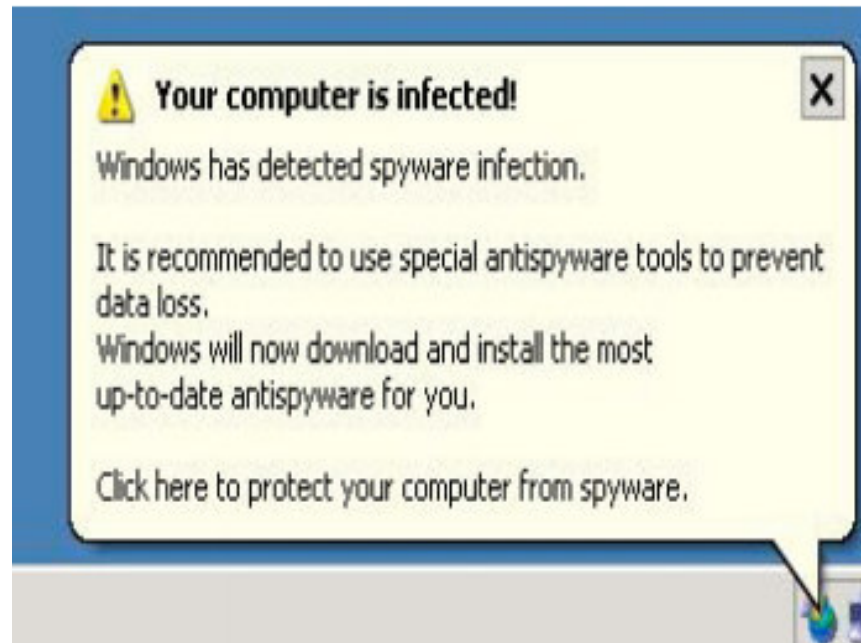 Your computer is infected!
X
Windows has detected spyware infection.
It is recommended to use special antispyware tools to prevent
data loss.
Windows will now download and install the most
up-to-date antispyware for you.
Click here to protect your computer from spyware.